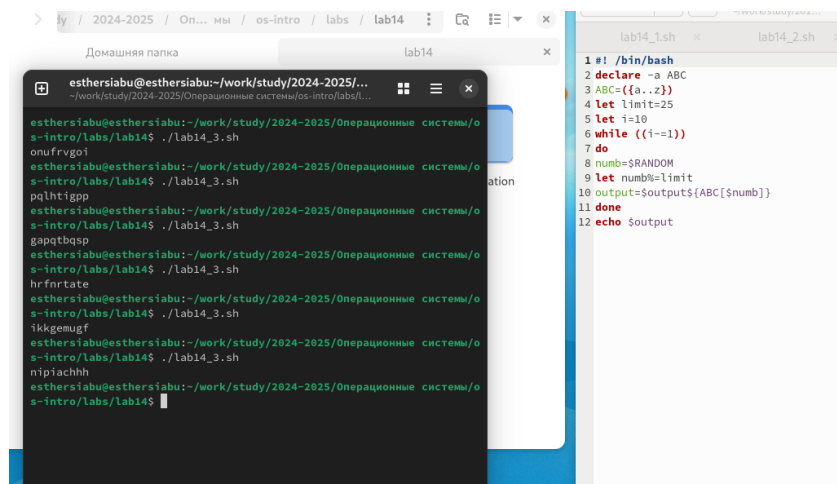 dy / 2024-2025 / Оп... мы / os-intro / labs / lab14
Домашняя папка
lab14
esthersiabu@esthersiabu:~/work/study/2024-2025/...
~/work/study/2024-2025/Операционные системы/os-intro/labs/l...
esthersiabu@esthersiabu:~/work/study/2024-2025/Операционные системы/o
s-intro/labs/lab14$ ./lab14_3.sh
onufrvgoi
esthersiabu@esthersiabu:~/work/study/2024-2025/Операционные системы/o
s-intro/labs/lab14$ ./lab14_3.sh
pqlhtigpp
esthersiabu@esthersiabu:~/work/study/2024-2025/Операционные системы/o
s-intro/labs/lab14$ ./lab14_3.sh
gapqtbqsp
esthersiabu@esthersiabu:~/work/study/2024-2025/Операционные системы/o
s-intro/labs/lab14$ ./lab14_3.sh
hrfnrtate
esthersiabu@esthersiabu:~/work/study/2024-2025/Операционные системы/o
s-intro/labs/lab14$ ./lab14_3.sh
ikkgemugf
esthersiabu@esthersiabu:~/work/study/2024-2025/Операционные системы/o
s-intro/labs/lab14$ ./lab14_3.sh
nipiachhh
esthersiabu@esthersiabu:~/work/study/2024-2025/Операционные системы/o
s-intro/labs/lab14$
ation
lab14_1.sh
lab14_2.sh
1 #! /bin/bash
2 declare -a ABC
3 ABC=({a..z})
4 let limit=25
5 let i=10
6 while ((i-=1))
7 do
8 numb=$RANDOM
9 let numb%=limit
10 output=$output${ABC[$numb]}
11 done
12 echo $output